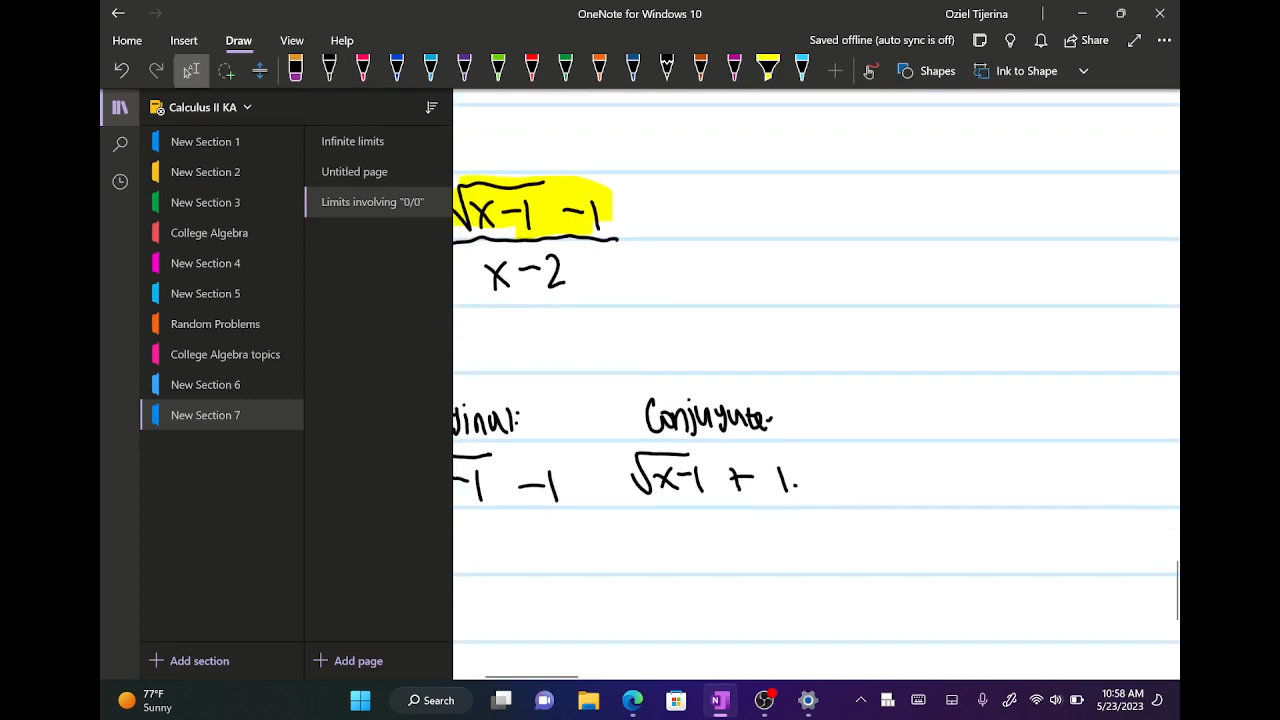 OneNote for Windows 10
Oziel Tijerina
Home Insert Draw View Help
Saved offline (auto sync is off)
Share
Shapes
Ink to Shape
Calculus II KA
New Section 1
New Section 2
New Section 3
College Algebra
New Section 4
New Section 5
Random Problems
College Algebra topics
New Section 6
New Section 7
Infinite limits
Untitled page
Limits involving "0/0"
√x-1 -1
x-2
dinal: Conjugate:
-1 -1 √x-1 + 1.
Add section
Add page
77°F
Sunny
Search
10:58 AM
5/23/2023